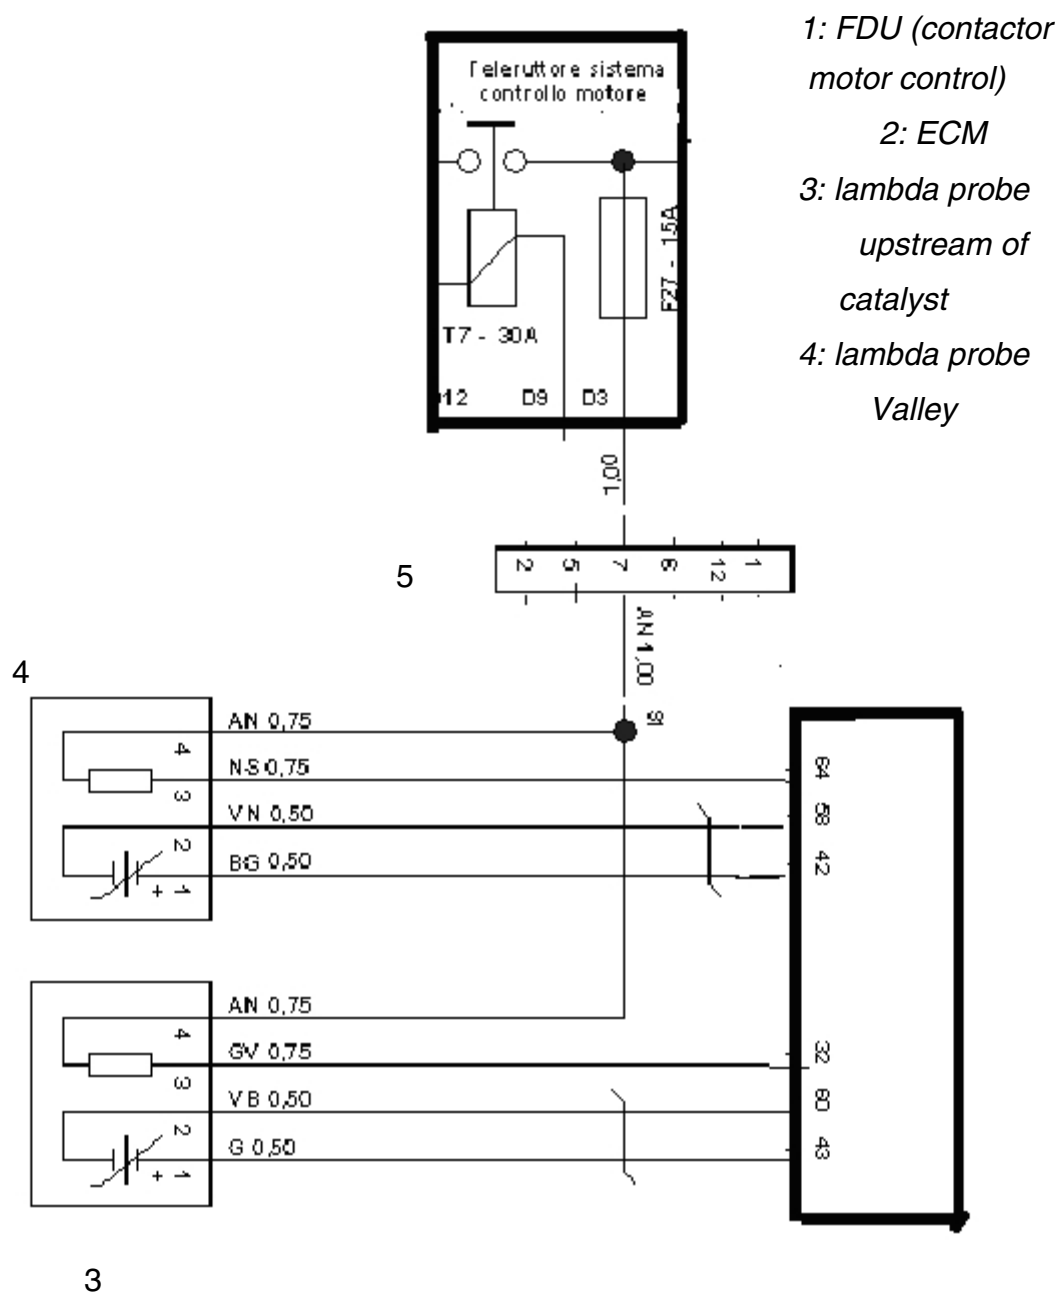 1: FDU (contactor
motor control)
2: ECM
3: lambda probe
upstream of
catalyst
4: lambda probe
Valley
Teleruttore sistema
controllo motore
F27 - 15A
T7 - 30A
D12 D9 D3
1,00
5
2 5 7 6 12 1
AN 1,00
S1
4
AN 0,75
4
N-S 0,75
3
VN 0,50
2
BG 0,50
+ 1
64
58
42
AN 0,75
4
GV 0,75
3
VB 0,50
2
G 0,50
+ 1
32
60
43
3